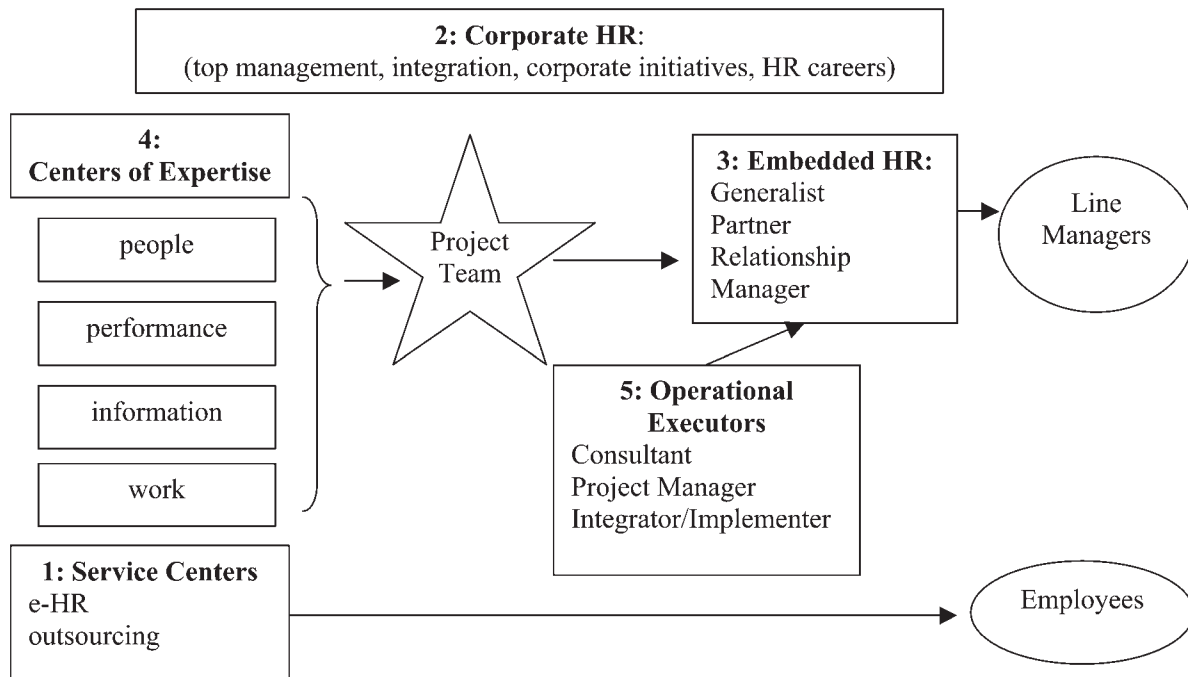 2: Corporate HR:
(top management, integration, corporate initiatives, HR careers)
4:
Centers of Expertise
people
performance
information
work
Project
Team
3: Embedded HR:
Generalist
Partner
Relationship
Manager
Line
Managers
5: Operational
Executors
Consultant
Project Manager
Integrator/Implementer
1: Service Centers
e-HR
outsourcing
Employees